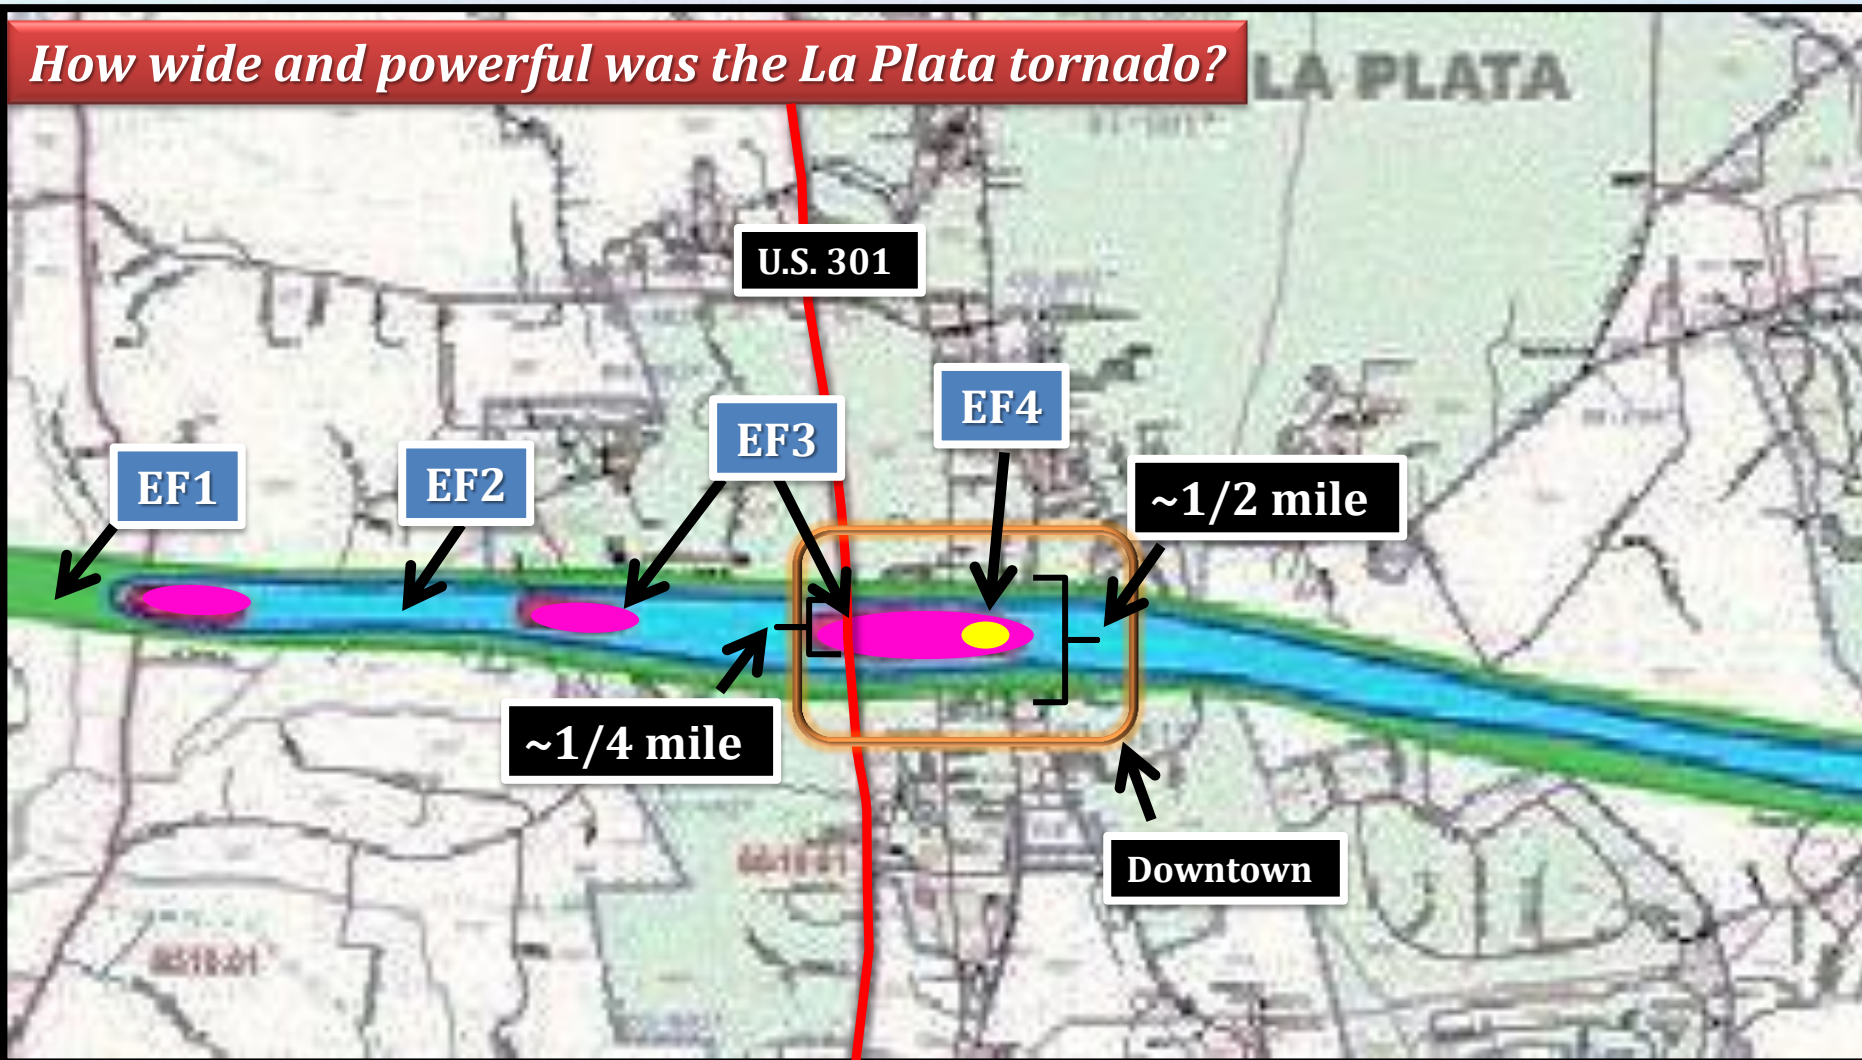 How wide and powerful was the La Plata tornado?
LA PLATA
U.S. 301
EF4
EF3
EF2
EF1
~1/2 mile
~1/4 mile
Downtown